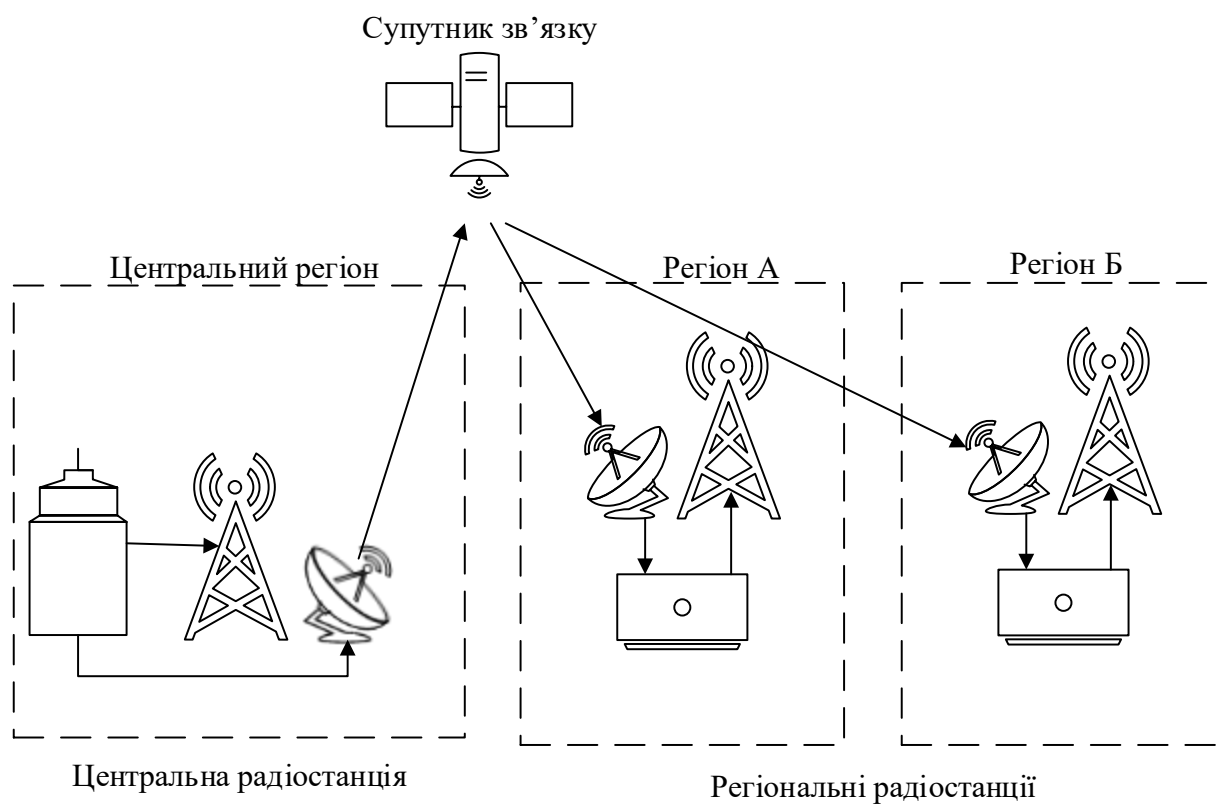 Супутник зв’язку
Центральний регіон
Регіон А
Регіон Б
Центральна радіостанція
Регіональні радіостанції